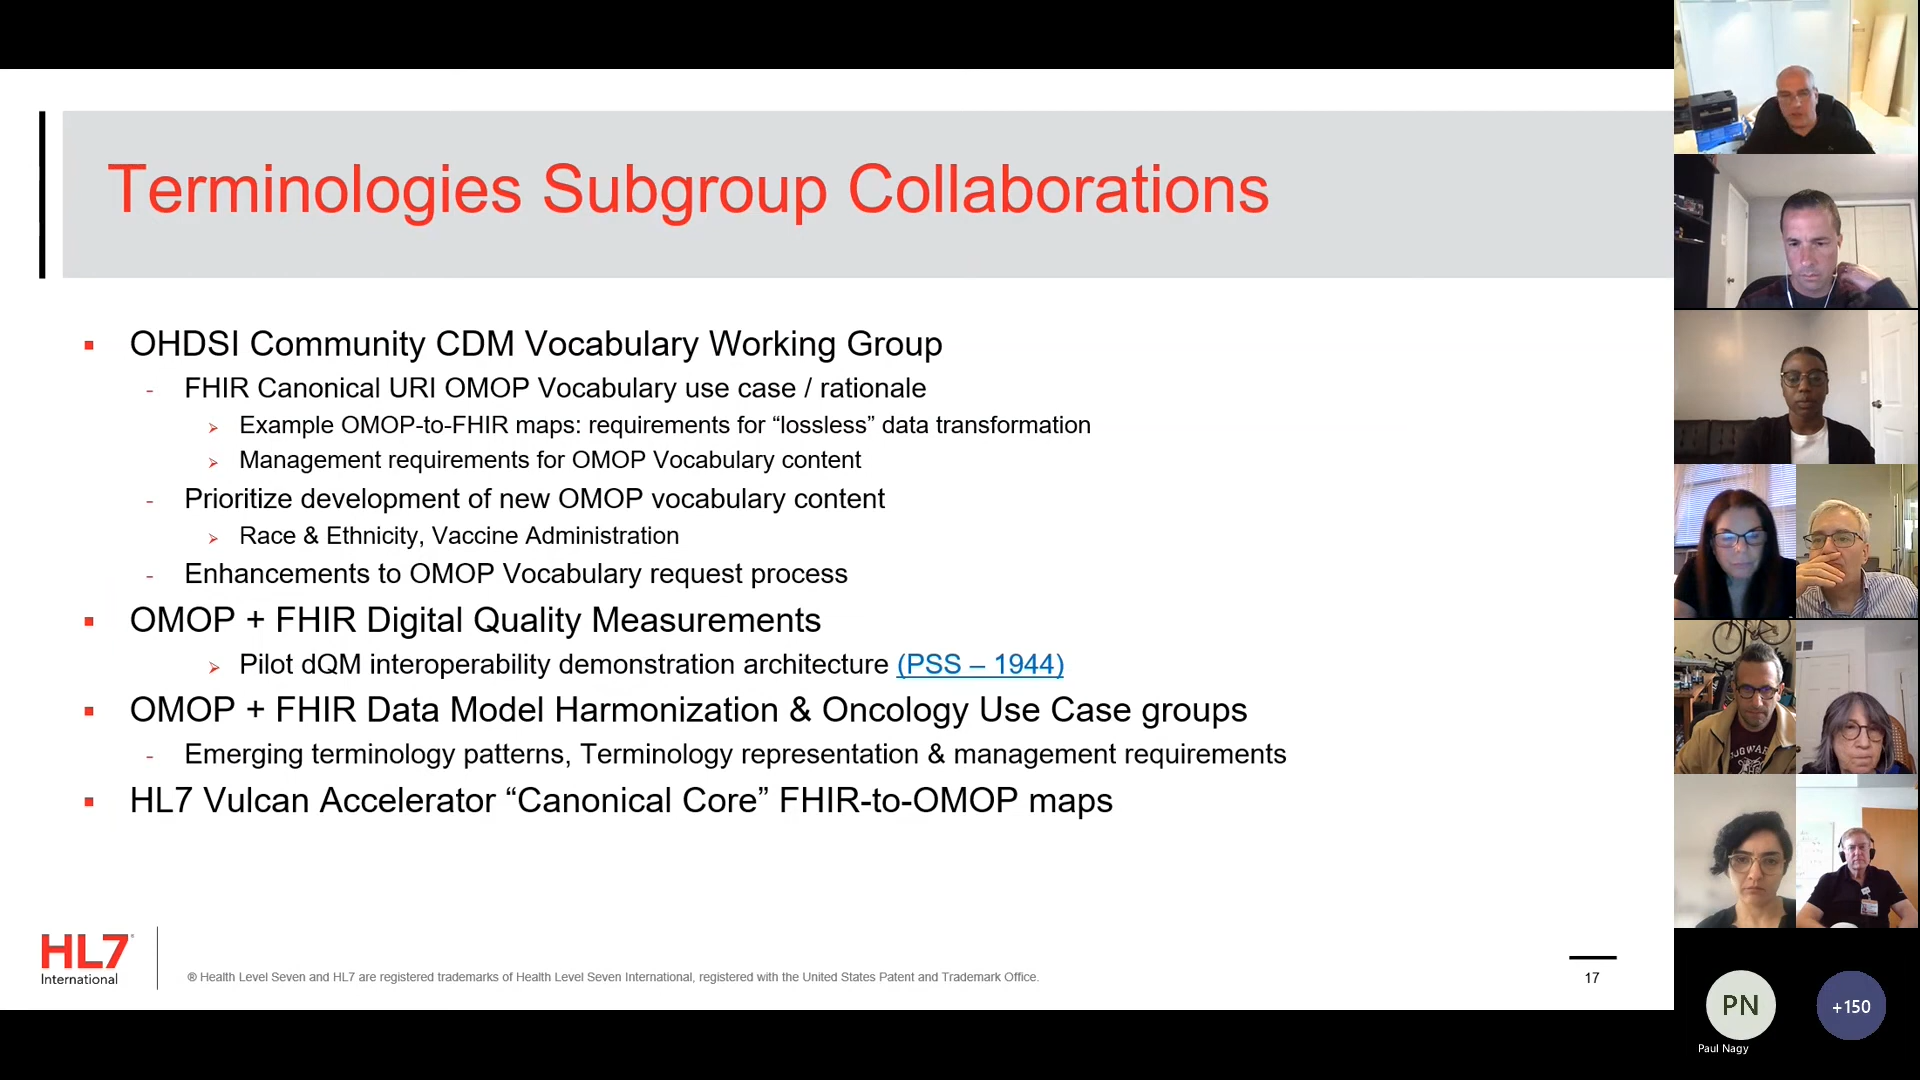 Terminologies Subgroup Collaborations
OHDSI Community CDM Vocabulary Working Group
- FHIR Canonical URI OMOP Vocabulary use case / rationale
Example OMOP-to-FHIR maps: requirements for “lossless” data transformation
Management requirements for OMOP Vocabulary content
- Prioritize development of new OMOP vocabulary content
Race & Ethnicity, Vaccine Administration
- Enhancements to OMOP Vocabulary request process
OMOP + FHIR Digital Quality Measurements
Pilot dQM interoperability demonstration architecture (PSS – 1944)
OMOP + FHIR Data Model Harmonization & Oncology Use Case groups
- Emerging terminology patterns, Terminology representation & management requirements
HL7 Vulcan Accelerator “Canonical Core” FHIR-to-OMOP maps
HL7®
International
® Health Level Seven and HL7 are registered trademarks of Health Level Seven International, registered with the United States Patent and Trademark Office.
17
PN
Paul Nagy
+150